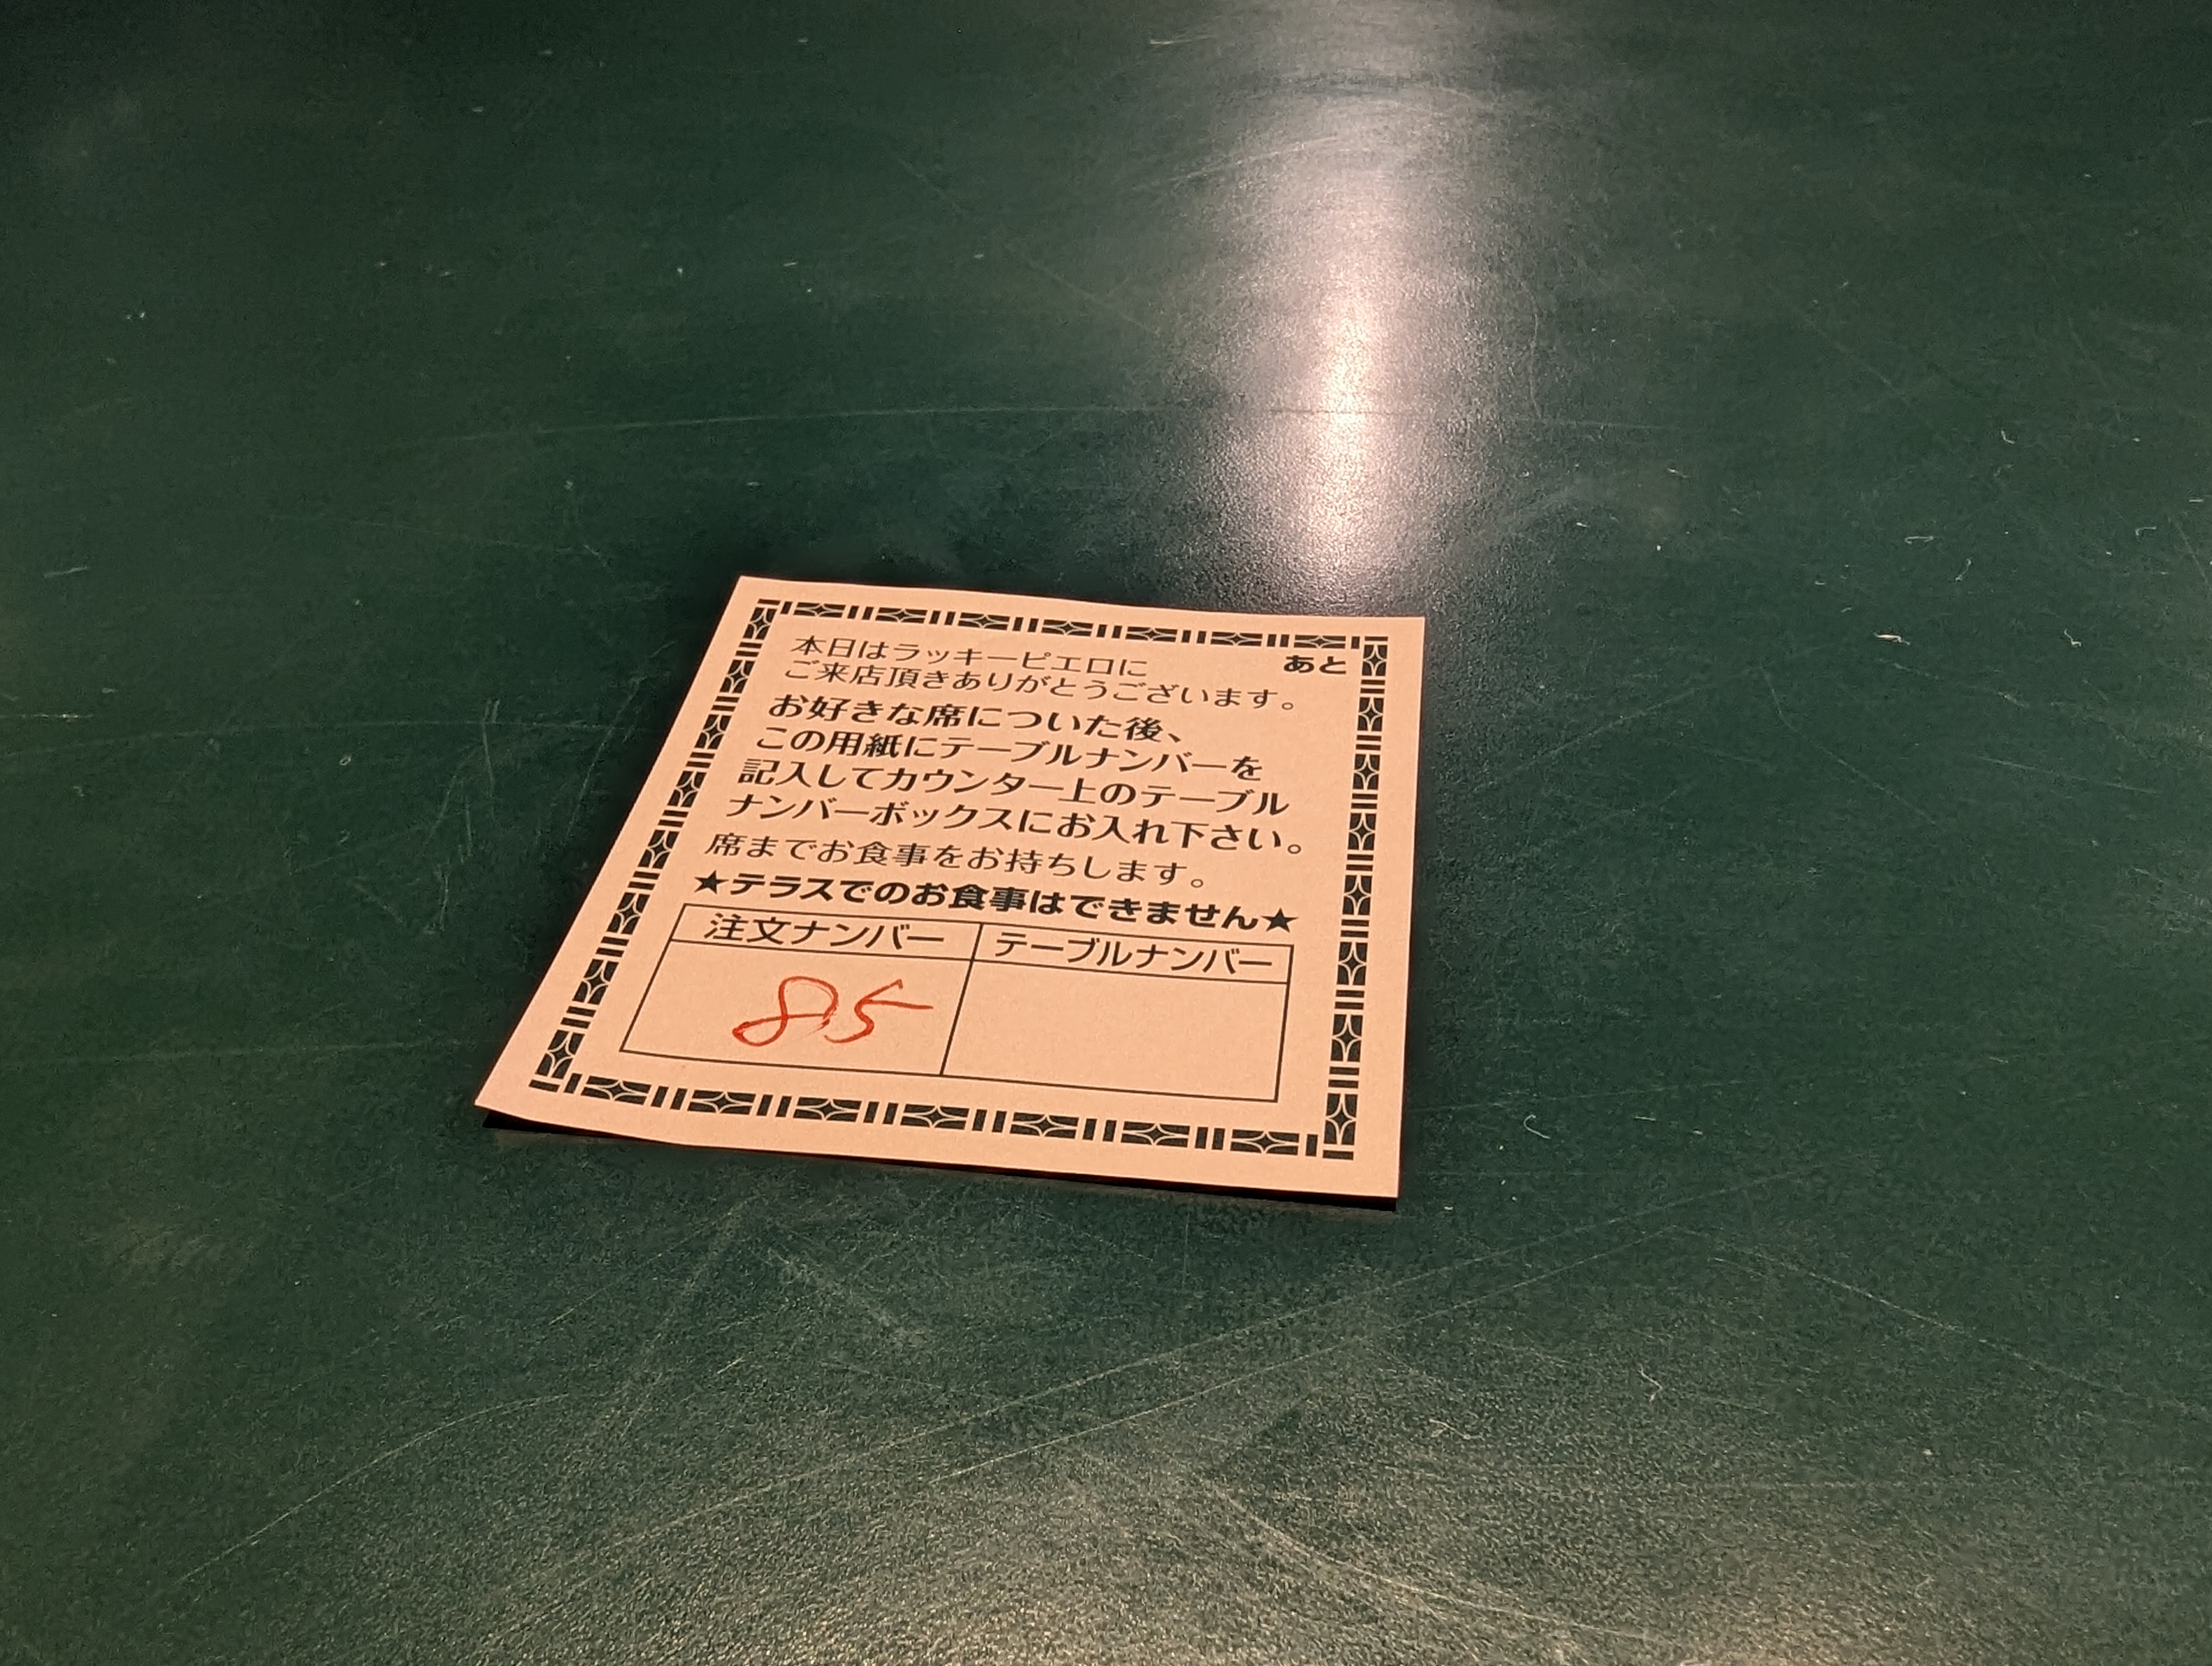 あと
本日はラッキーピエロに
ご来店頂きありがとうございます。
お好きな席についた後、
この用紙にテーブルナンバーを
記入してカウンター上のテーブル
ナンバーボックスにお入れ下さい。
席までお食事をお持ちします。
★テラスでのお食事はできません★
注文ナンバー テーブルナンバー
85